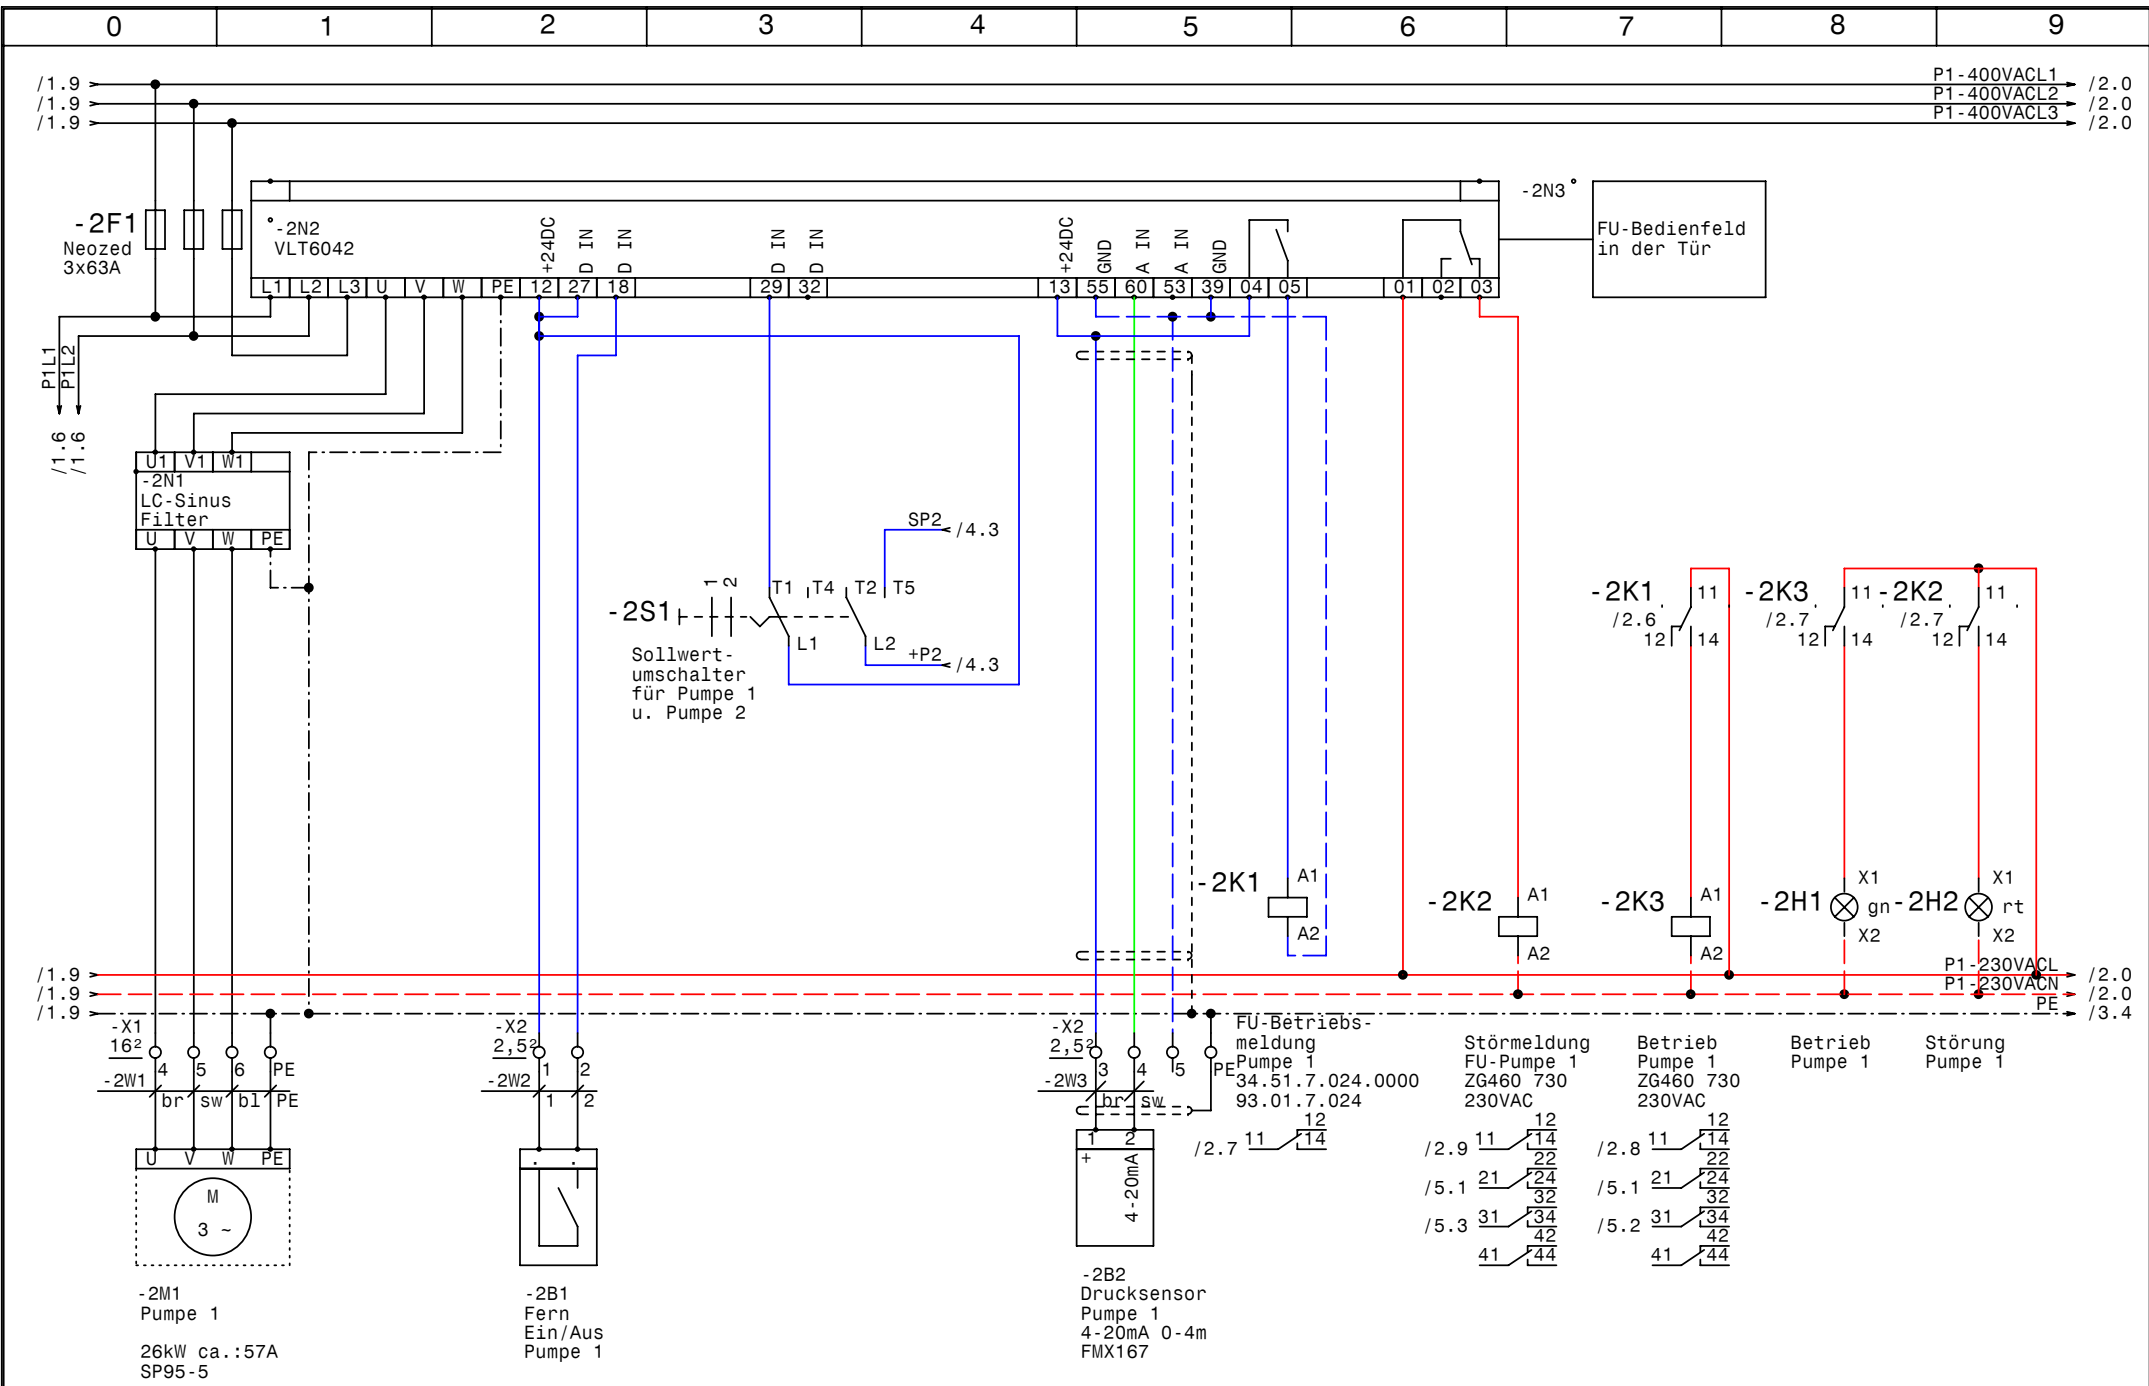 0 1 2 3 4 5 6 7 8 9
/1.9 P1-400VACL1 /2.0
/1.9 P1-400VACL2 /2.0
/1.9 P1-400VACL3 /2.0
-2F1
Neozed
3x63A
-2N2
VLT6042
+24DC
D IN
D IN
D IN
D IN
+24DC
GND
A IN
A IN
GND
-2N3
FU-Bedienfeld
in der Tür
L1 L2 L3 U V W PE 12 27 18 29 32 13 55 60 53 39 04 05 01 02 03
P1L1
P1L2
/1.6
/1.6
U1 V1 W1
-2N1
LC-Sinus
Filter
U V W PE
SP2 /4.3
-2S1
1
2
T1 T4 T2 T5
L1 L2
+P2 /4.3
Sollwert-
umschalter
für Pumpe 1
u. Pumpe 2
-2K1 11
/2.6
12 14
-2K3 11
/2.7
12 14
-2K2 11
/2.7
12 14
-2K1 A1
A2
-2K2 A1
A2
-2K3 A1
A2
-2H1 X1
gn
X2
-2H2 X1
rt
X2
/1.9 P1-230VACL /2.0
/1.9 P1-230VACN /2.0
/1.9 PE /3.4
-X1
16²
4 5 6 PE
-2W1
br sw bl PE
-X2
2,5²
1 2
-2W2
1 2
-X2
2,5²
3 4 5 PE
-2W3
br sw
FU-Betriebs-
meldung
Pumpe 1
34.51.7.024.0000
93.01.7.024
12
/2.7 11 14
Störmeldung
FU-Pumpe 1
ZG460 730
230VAC
12
/2.9 11 14
22
/5.1 21 24
32
/5.3 31 34
42
41 44
Betrieb
Pumpe 1
ZG460 730
230VAC
12
/2.8 11 14
22
/5.1 21 24
32
/5.2 31 34
42
41 44
Betrieb
Pumpe 1
Störung
Pumpe 1
U V W PE
M
3 ~
-2M1
Pumpe 1
26kW ca.:57A
SP95-5
-2B1
Fern
Ein/Aus
Pumpe 1
1 2
+
4-20mA
-2B2
Drucksensor
Pumpe 1
4-20mA 0-4m
FMX167